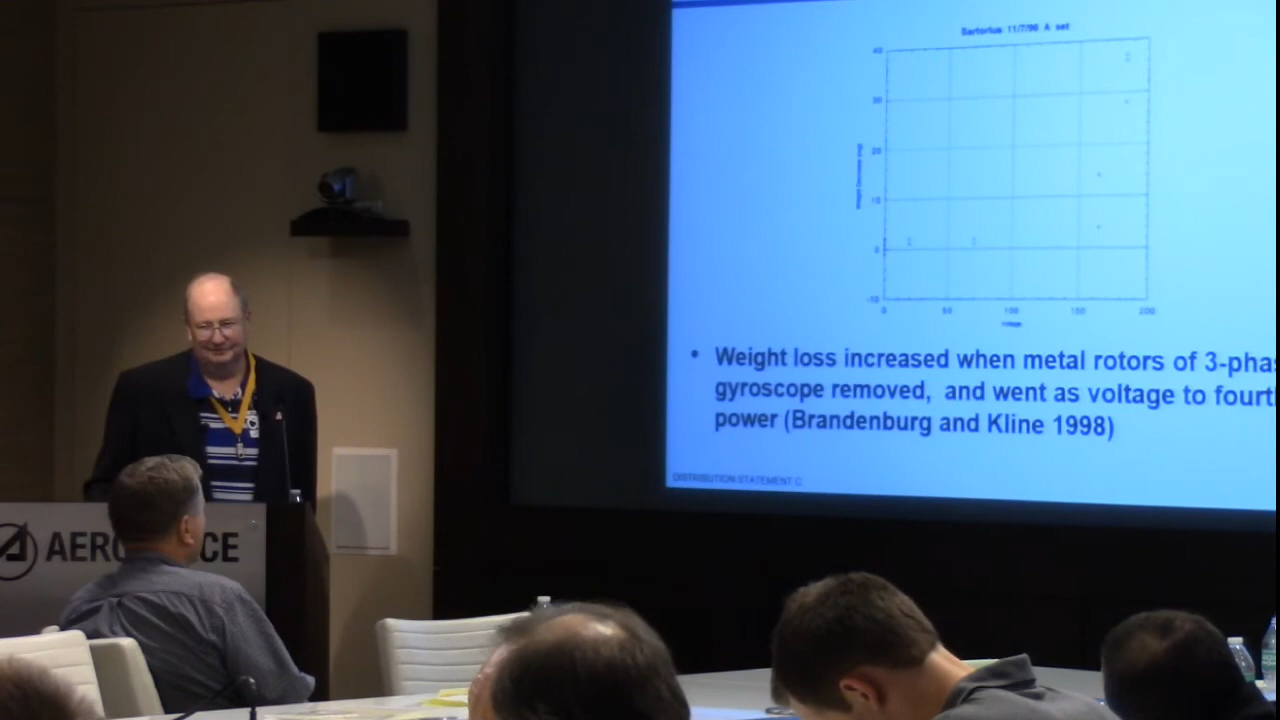 Sartorius 11/7/96 A set
40
30
20
10
0
-10
0 50 100 150 200
Voltage
• Weight loss increased when metal rotors of 3-phas
gyroscope removed, and went as voltage to fourt
power (Brandenburg and Kline 1998)
DISTRIBUTION STATEMENT C
AER CE